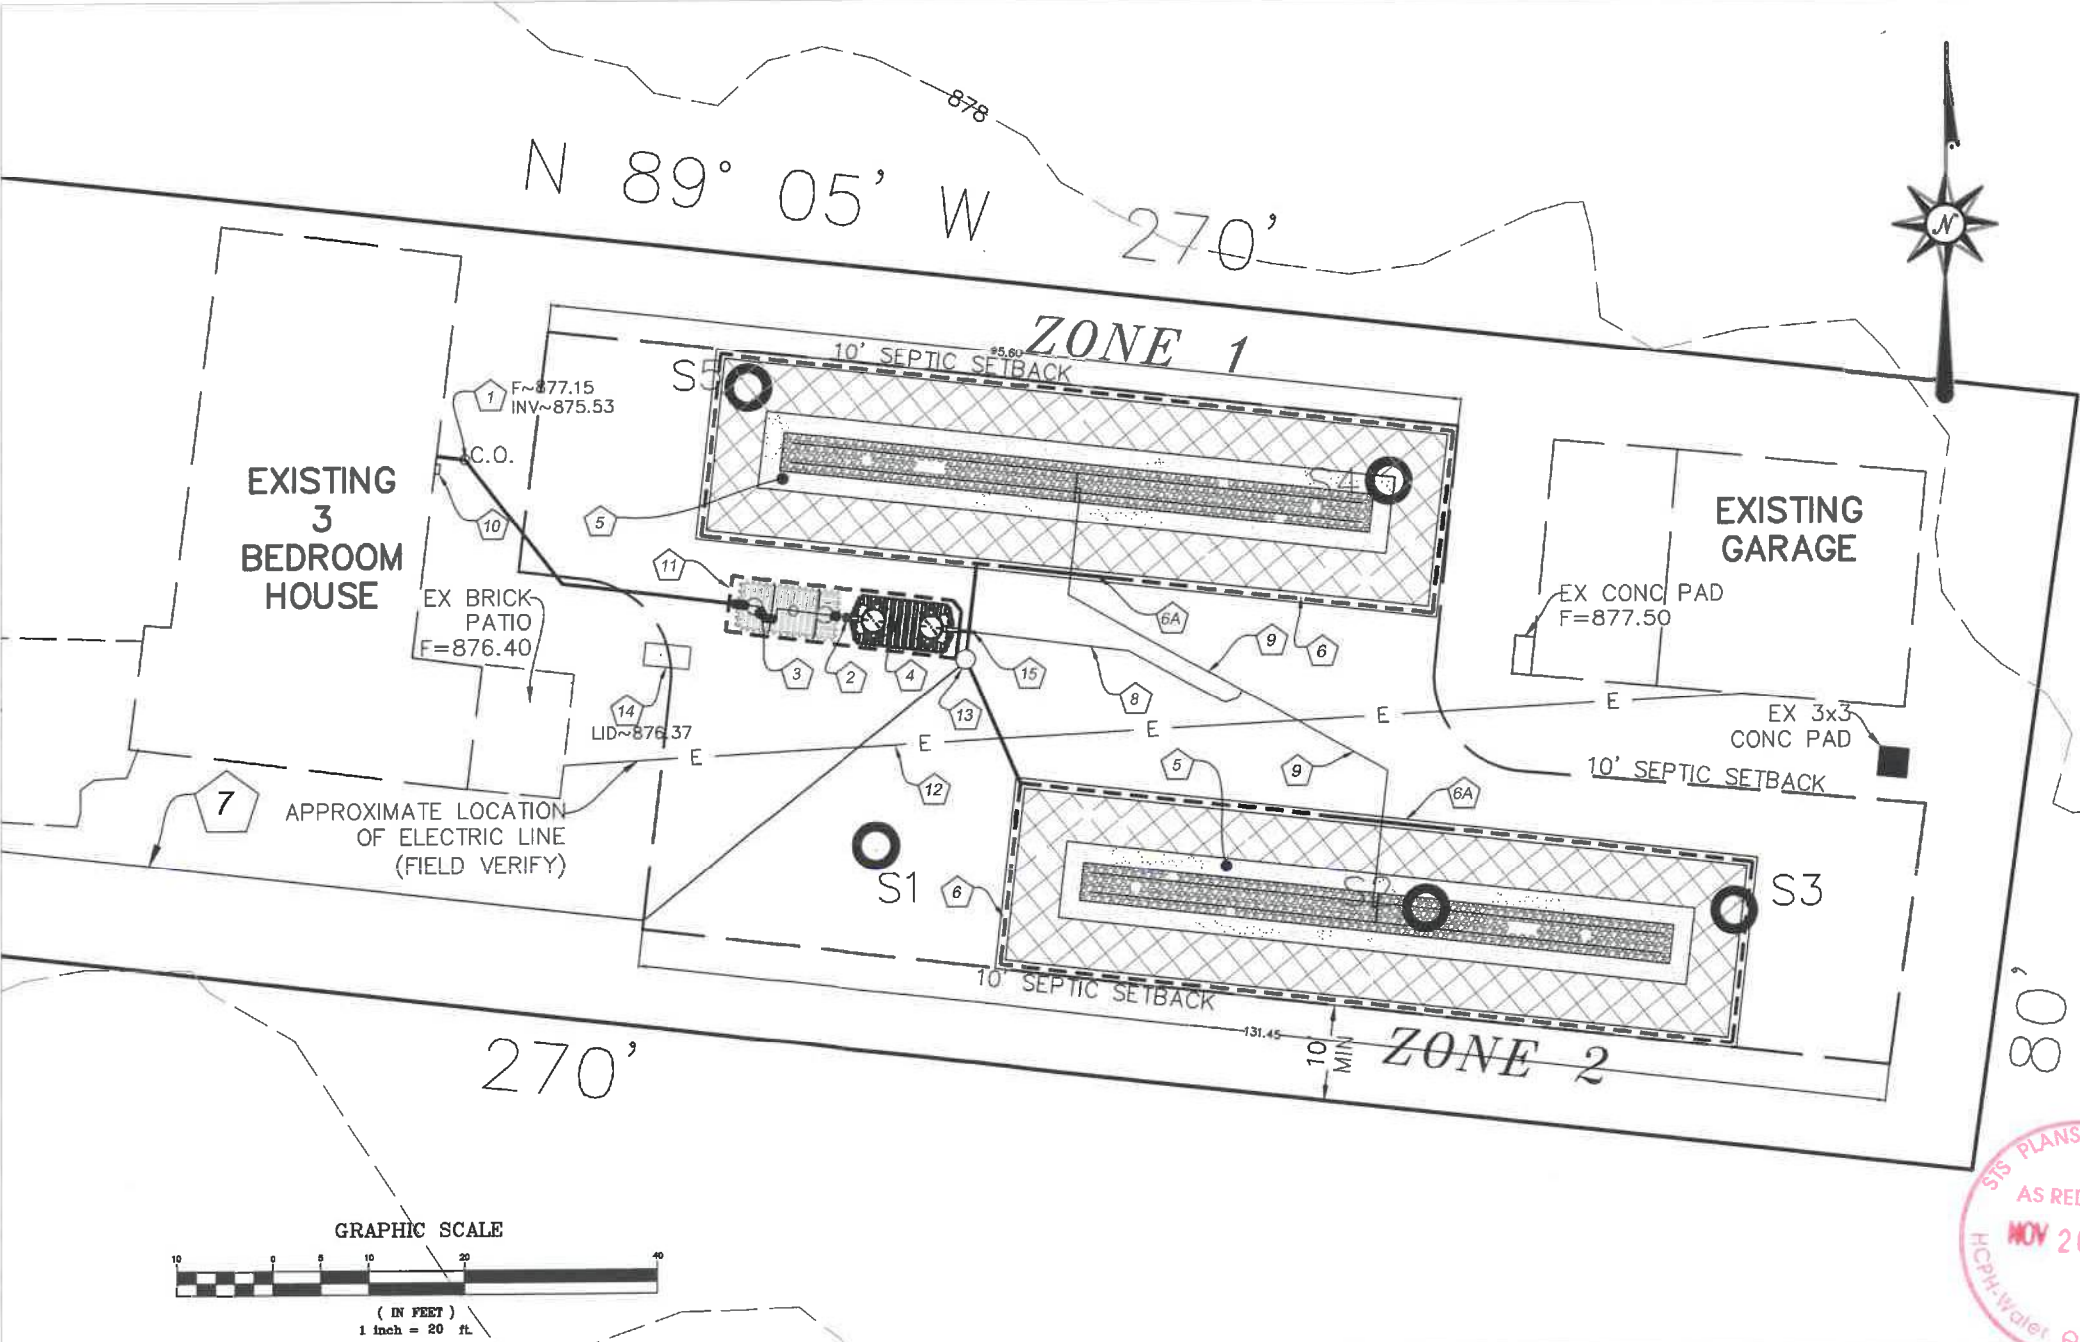 878
N 89° 05' W 270'
N
ZONE 1
95.60
10' SEPTIC SETBACK
S5
1
F~877.15
INV~875.53
C.O.
S4
EXISTING
3
BEDROOM
HOUSE
10
5
EXISTING
GARAGE
11
EX BRICK
PATIO
F=876.40
EX CONC PAD
F=877.50
6A
9
6
3
2
4
15
8
14
LID~876.37
13
E
E
E
E
E
EX 3x3
CONC PAD
5
9
10' SEPTIC SETBACK
7
12
6A
APPROXIMATE LOCATION
OF ELECTRIC LINE
(FIELD VERIFY)
S1
6
S2
S3
10' SEPTIC SETBACK
131.45
10'
MIN
ZONE 2
270'
80'
STS PLANS
AS RE
NOV 2
HCPH-Water
GRAPHIC SCALE
10 0 5 10 20 40
( IN FEET )
1 inch = 20 ft.